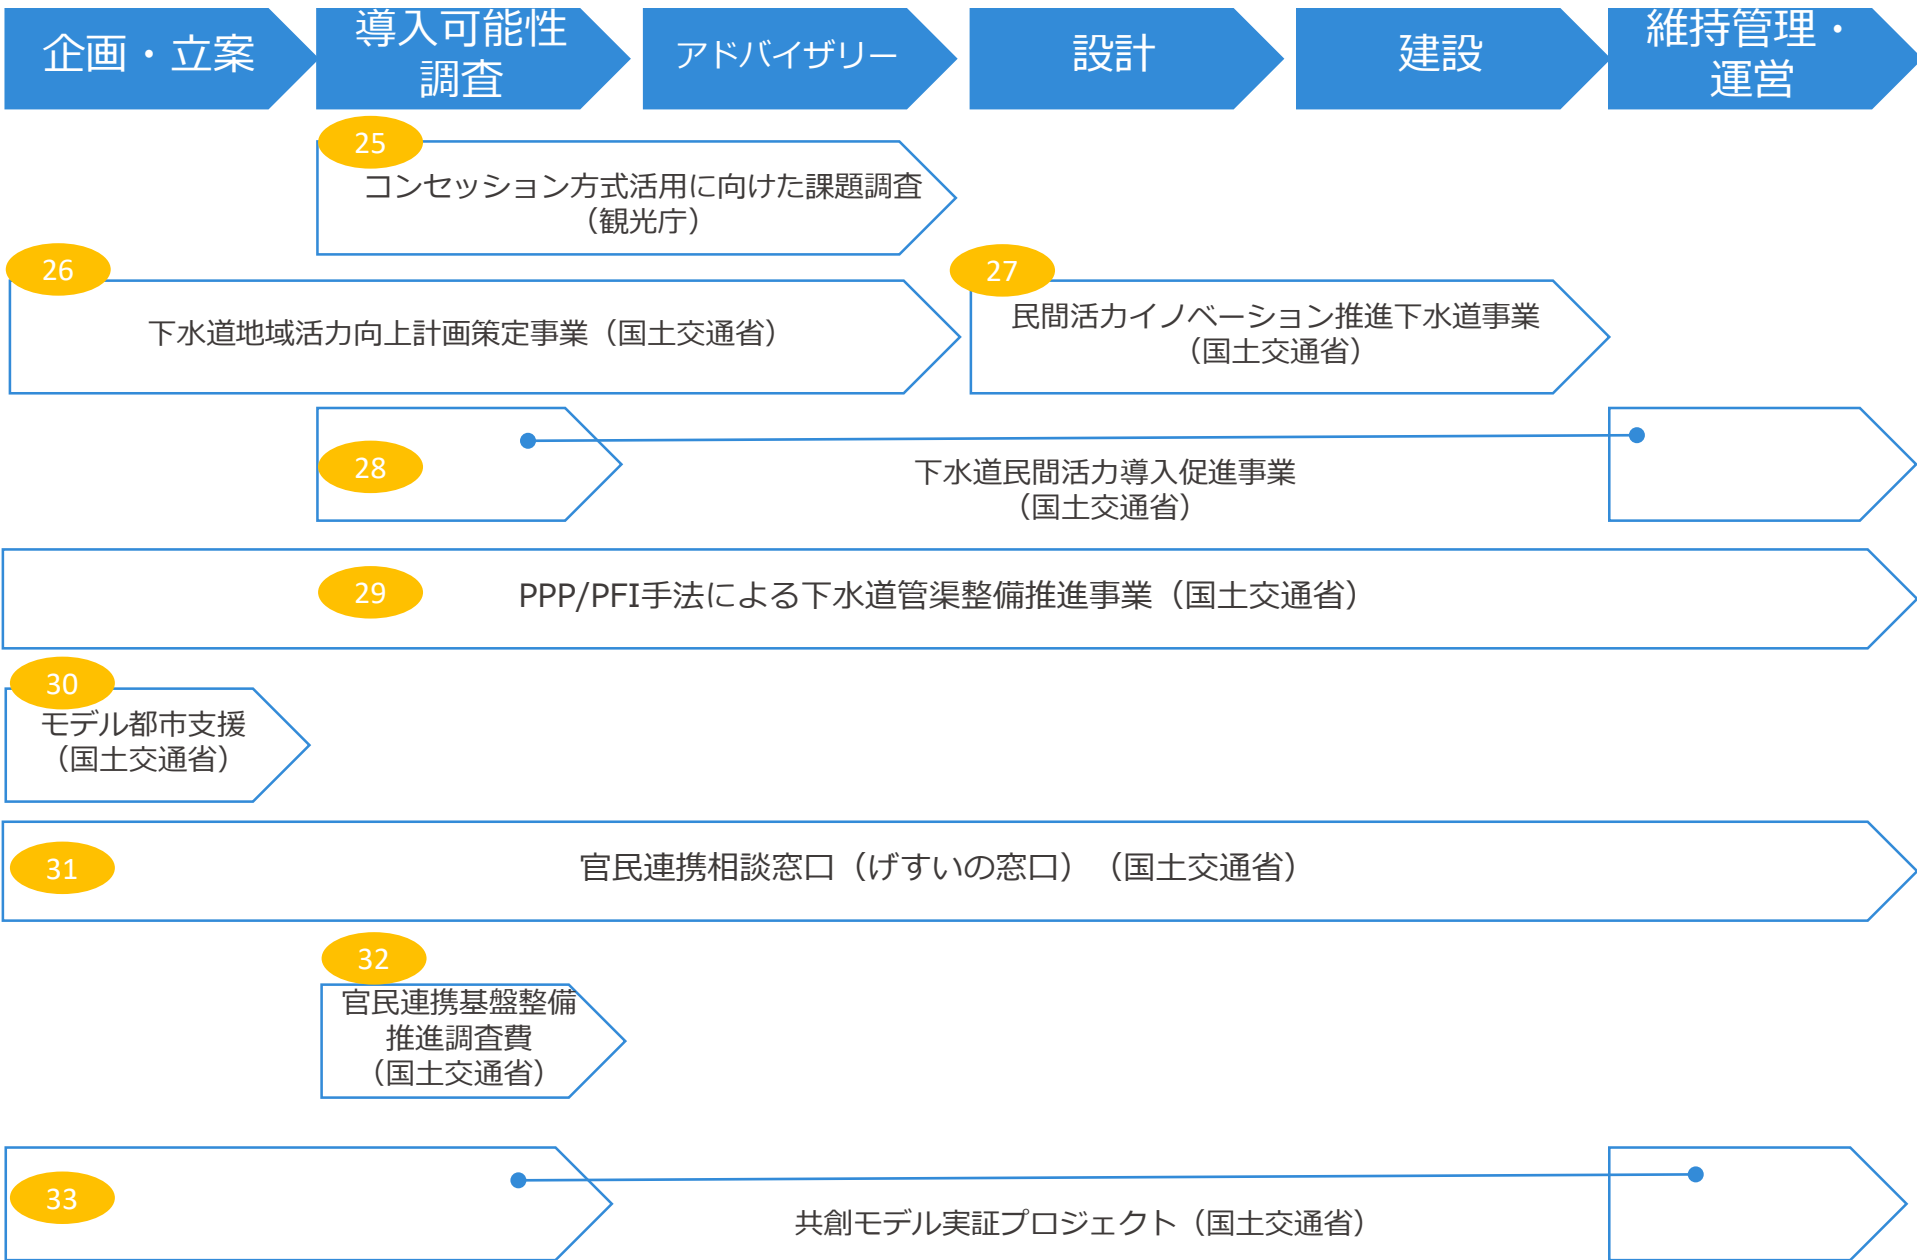 企画・立案
導入可能性
調査
アドバイザリー
設計
建設
維持管理・
運営
25
コンセッション方式活用に向けた課題調査
（観光庁）
26
下水道地域活力向上計画策定事業（国土交通省）
27
民間活力イノベーション推進下水道事業
（国土交通省）
28
下水道民間活力導入促進事業
（国土交通省）
29
PPP/PFI手法による下水道管渠整備推進事業（国土交通省）
30
モデル都市支援
（国土交通省）
31
官民連携相談窓口（げすいの窓口）（国土交通省）
32
官民連携基盤整備
推進調査費
（国土交通省）
33
共創モデル実証プロジェクト（国土交通省）